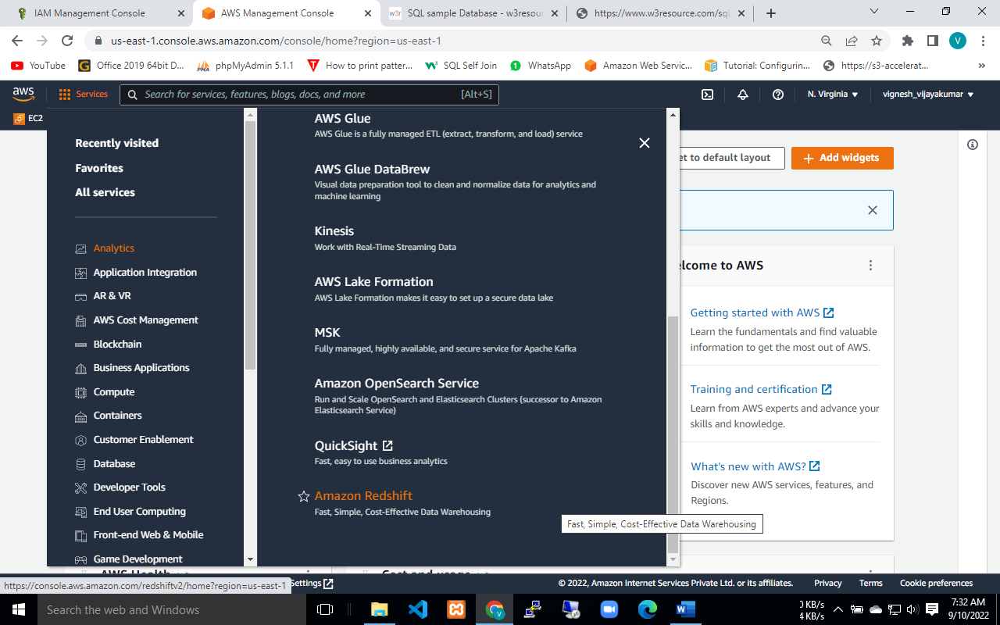 IAM Management Console
AWS Management Console
SQL sample Database - w3resour
https://www.w3resource.com/sql
us-east-1.console.aws.amazon.com/console/home?region=us-east-1
V
YouTube
Office 2019 64bit D...
phpMyAdmin 5.1.1
How to print patter...
SQL Self Join
WhatsApp
Amazon Web Servic...
Tutorial: Configurin...
https://s3-accelerat...
»
aws
Services
Search for services, features, blogs, docs, and more
[Alt+S]
N. Virginia
vignesh_vijayakumar
EC2
Recently visited
Favorites
All services
Analytics
Application Integration
AR & VR
AWS Cost Management
Blockchain
Business Applications
Compute
Containers
Customer Enablement
Database
Developer Tools
End User Computing
Front-end Web & Mobile
Game Development
AWS Glue
AWS Glue is a fully managed ETL (extract, transform, and load) service
AWS Glue DataBrew
Visual data preparation tool to clean and normalize data for analytics and
machine learning
Kinesis
Work with Real-Time Streaming Data
AWS Lake Formation
AWS Lake Formation makes it easy to set up a secure data lake
MSK
Fully managed, highly available, and secure service for Apache Kafka
Amazon OpenSearch Service
Run and Scale OpenSearch and Elasticsearch Clusters (successor to Amazon
Elasticsearch Service)
QuickSight
Fast, easy to use business analytics
Amazon Redshift
Fast, Simple, Cost-Effective Data Warehousing
Fast, Simple, Cost-Effective Data Warehousing
et to default layout
Add widgets
elcome to AWS
Getting started with AWS
Learn the fundamentals and find valuable
information to get the most out of AWS.
Training and certification
Learn from AWS experts and advance your
skills and knowledge.
What's new with AWS?
Discover new AWS services, features, and
Regions.
AWS Health
Cost and usage
https://console.aws.amazon.com/redshiftv2/home?region=us-east-1
Settings
© 2022, Amazon Internet Services Private Ltd. or its affiliates.
Privacy
Terms
Cookie preferences
Search the web and Windows
0 KB/s
4 KB/s
7:32 AM
9/10/2022